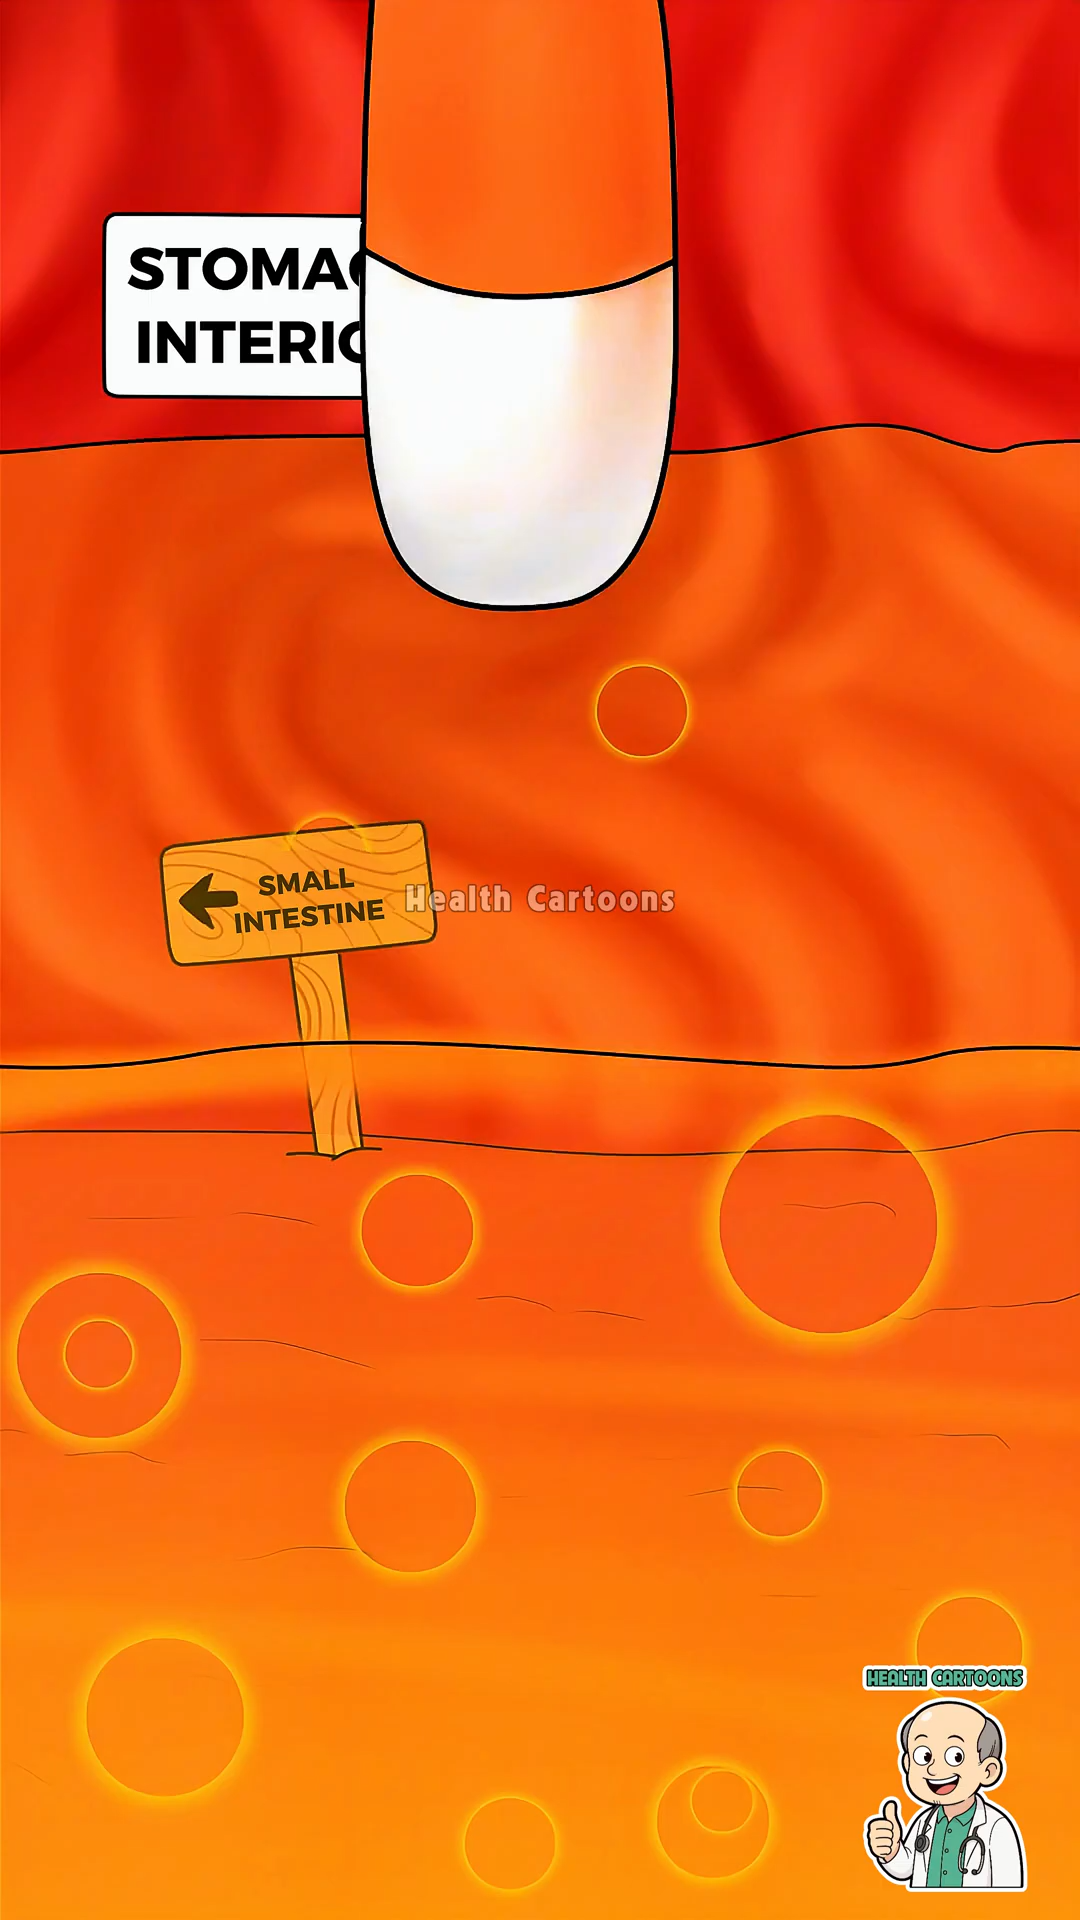 STOMAC
INTERIO
SMALL
INTESTINE
Health Cartoons
HEALTH CARTOONS